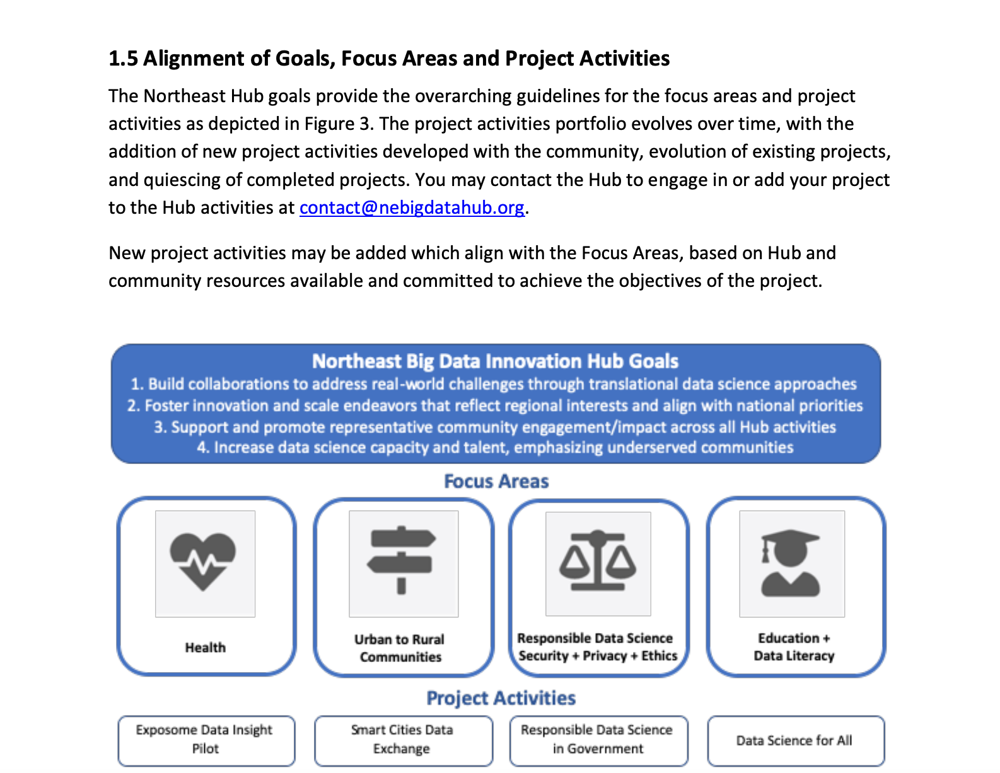 1.5 Alignment of Goals, Focus Areas and Project Activities
The Northeast Hub goals provide the overarching guidelines for the focus areas and project
activities as depicted in Figure 3. The project activities portfolio evolves over time, with the
addition of new project activities developed with the community, evolution of existing projects,
and quiescing of completed projects. You may contact the Hub to engage in or add your project
to the Hub activities at contact@nebigdatahub.org.
New project activities may be added which align with the Focus Areas, based on Hub and
community resources available and committed to achieve the objectives of the project.
Northeast Big Data Innovation Hub Goals
1. Build collaborations to address real-world challenges through translational data science approaches
2. Foster innovation and scale endeavors that reflect regional interests and align with national priorities
3. Support and promote representative community engagement/impact across all Hub activities
4. Increase data science capacity and talent, emphasizing underserved communities
Focus Areas
Health
Urban to Rural
Communities
Responsible Data Science
Security + Privacy + Ethics
Education +
Data Literacy
Project Activities
Exposome Data Insight
Pilot
Smart Cities Data
Exchange
Responsible Data Science
in Government
Data Science for All